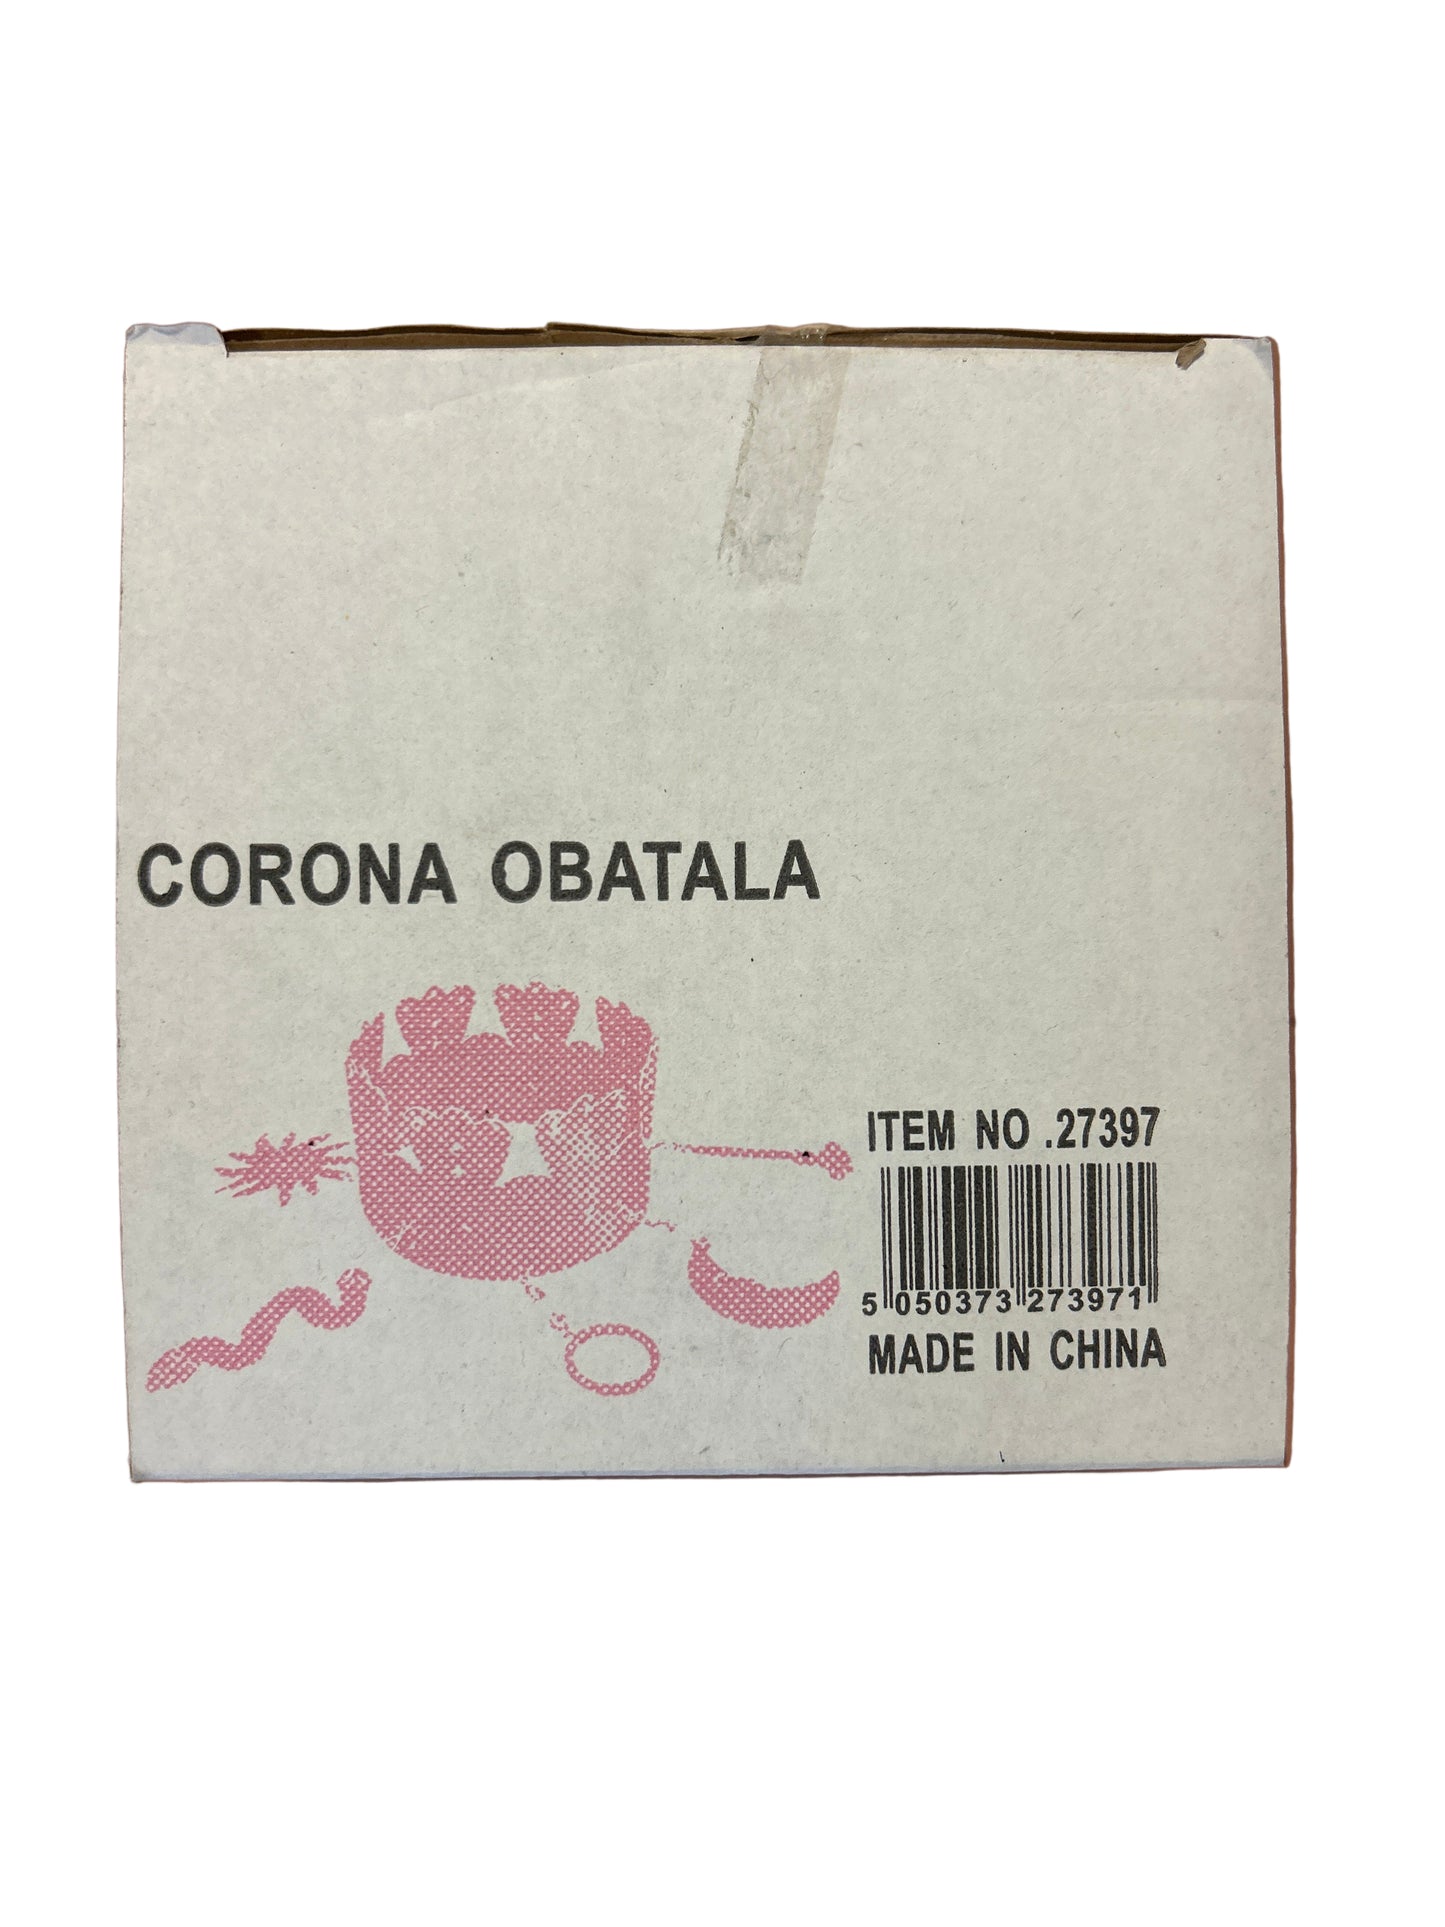 CORONA OBATALA
ITEM NO .27397
5 050373 273971
MADE IN CHINA